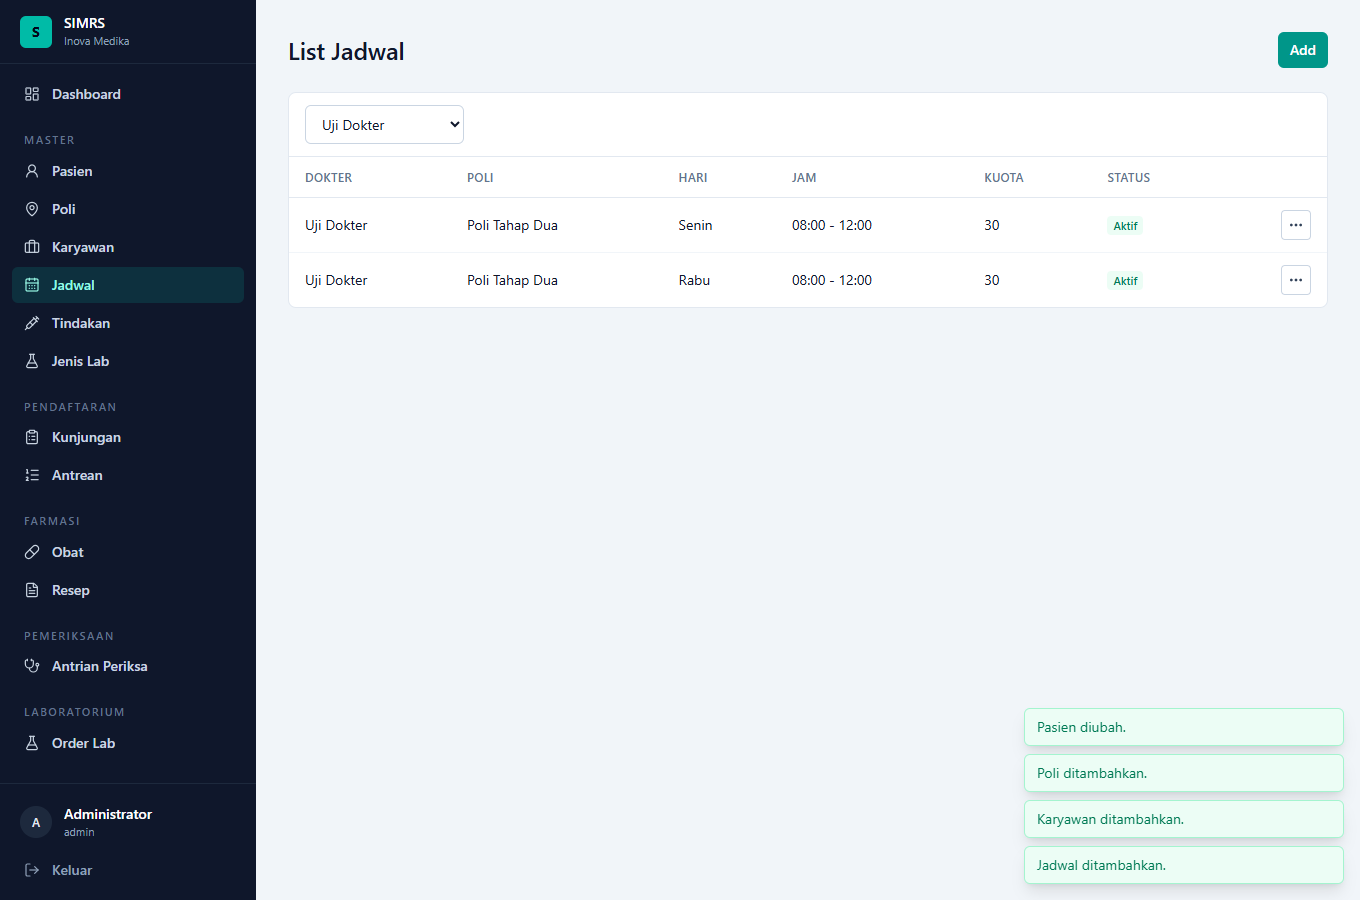 S
SIMRS
Inova Medika
Dashboard
MASTER
Pasien
Poli
Karyawan
Jadwal
Tindakan
Jenis Lab
PENDAFTARAN
Kunjungan
Antrean
FARMASI
Obat
Resep
PEMERIKSAAN
Antrian Periksa
LABORATORIUM
Order Lab
A
Administrator
admin
Keluar
List Jadwal
Add
Uji Dokter
DOKTER POLI HARI JAM KUOTA STATUS
Uji Dokter Poli Tahap Dua Senin 08:00 - 12:00 30 Aktif
Uji Dokter Poli Tahap Dua Rabu 08:00 - 12:00 30 Aktif
Pasien diubah.
Poli ditambahkan.
Karyawan ditambahkan.
Jadwal ditambahkan.